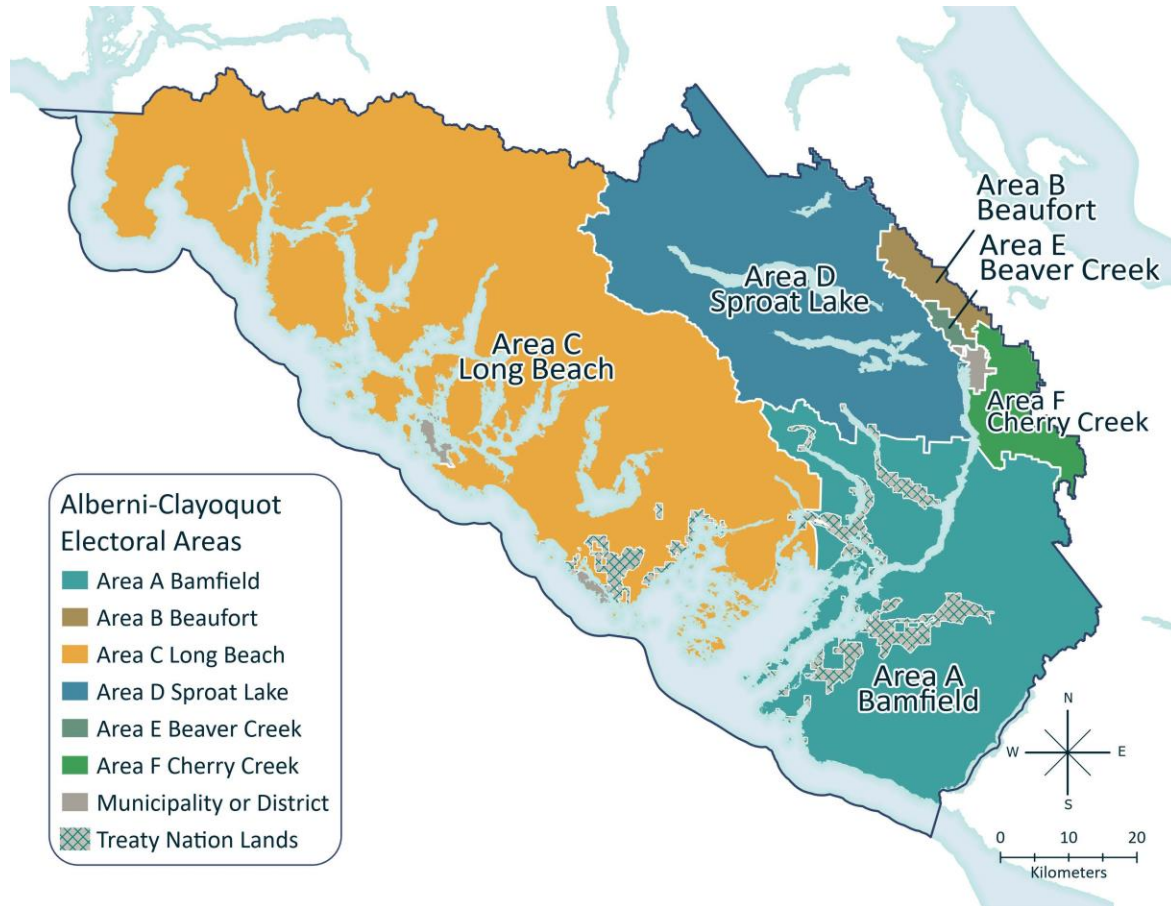 Area B
Beaufort
Area E
Beaver Creek
Area D
Sproat Lake
Area C
Long Beach
Area F
Cherry Creek
Area A
Bamfield
Alberni-Clayoquot
Electoral Areas
Area A Bamfield
Area B Beaufort
Area C Long Beach
Area D Sproat Lake
Area E Beaver Creek
Area F Cherry Creek
Municipality or District
Treaty Nation Lands
N
W
E
S
0 10 20
Kilometers